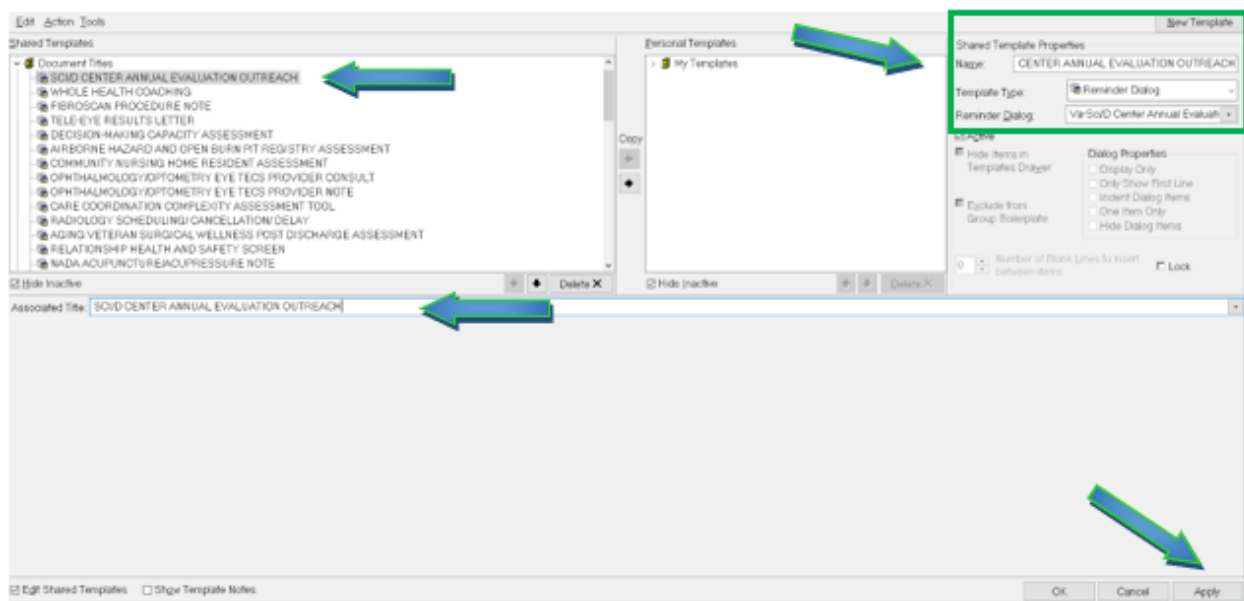 Edit Action Tools
New Template
Shared Templates
Personal Templates
Shared Template Properties
Document Titles
My Templates
Name: CENTER ANNUAL EVALUATION OUTREACH
SCI/D CENTER ANNUAL EVALUATION OUTREACH
WHOLE HEALTH COACHING
Template Type: Reminder Dialog
FIBROSCAN PROCEDURE NOTE
TELE-EYE RESULTS LETTER
Reminder Dialog: Va-Sci/D Center Annual Evaluati
DECISION-MAKING CAPACITY ASSESSMENT
Copy
Active
AIRBORNE HAZARD AND OPEN BURN PIT REGISTRY ASSESSMENT
COMMUNITY NURSING HOME RESIDENT ASSESSMENT
Hide Items in
Templates Drawer
Dialog Properties
Display Only
OPHTHALMOLOGY/OPTOMETRY EYE TECS PROVIDER CONSULT
Only Show First Line
OPHTHALMOLOGY/OPTOMETRY EYE TECS PROVIDER NOTE
Indent Dialog Items
CARE COORDINATION COMPLEXITY ASSESSMENT TOOL
Exclude from
Group Boilerplate
One Item Only
RADIOLOGY SCHEDULING/ CANCELLATION/ DELAY
Hide Dialog Items
AGING VETERAN SURGICAL WELLNESS POST DISCHARGE ASSESSMENT
RELATIONSHIP HEALTH AND SAFETY SCREEN
NADA ACUPUNCTURE/ACUPRESSURE NOTE
0 Number of Blank Lines to insert
between items
Lock
Hide Inactive
Delete X
Hide Inactive
Delete X
Associated Title: SCI/D CENTER ANNUAL EVALUATION OUTREACH
Edit Shared Templates
Show Template Notes
OK
Cancel
Apply